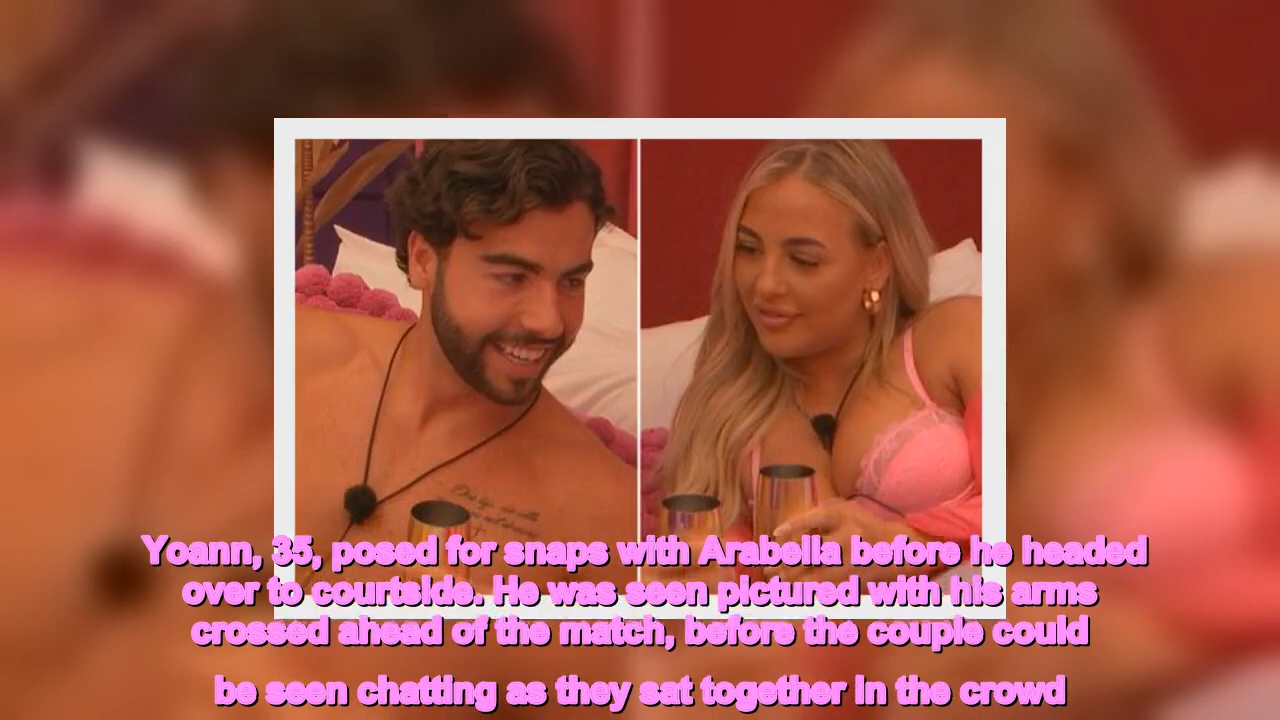 Yoann, 35, posed for snaps with Arabella before he headed
over to courtside. He was seen pictured with his arms
crossed ahead of the match, before the couple could
be seen chatting as they sat together in the crowd